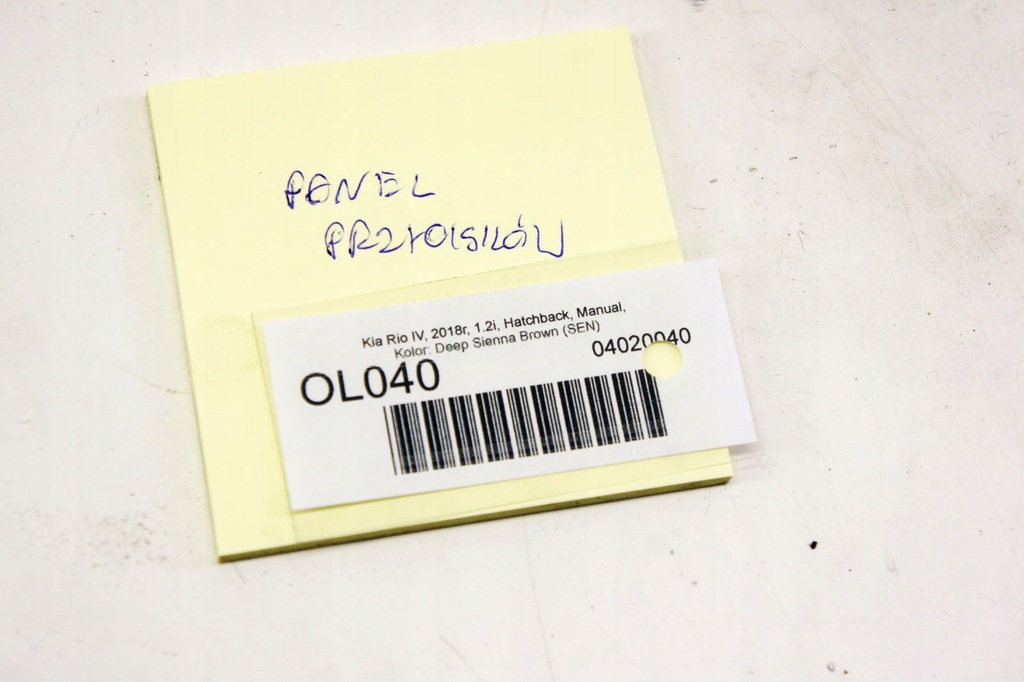 PANEL
PRZYCISKÓW
Kia Rio IV, 2018r, 1.2i, Hatchback, Manual,
Kolor: Deep Sienna Brown (SEN)
04020040
OL040